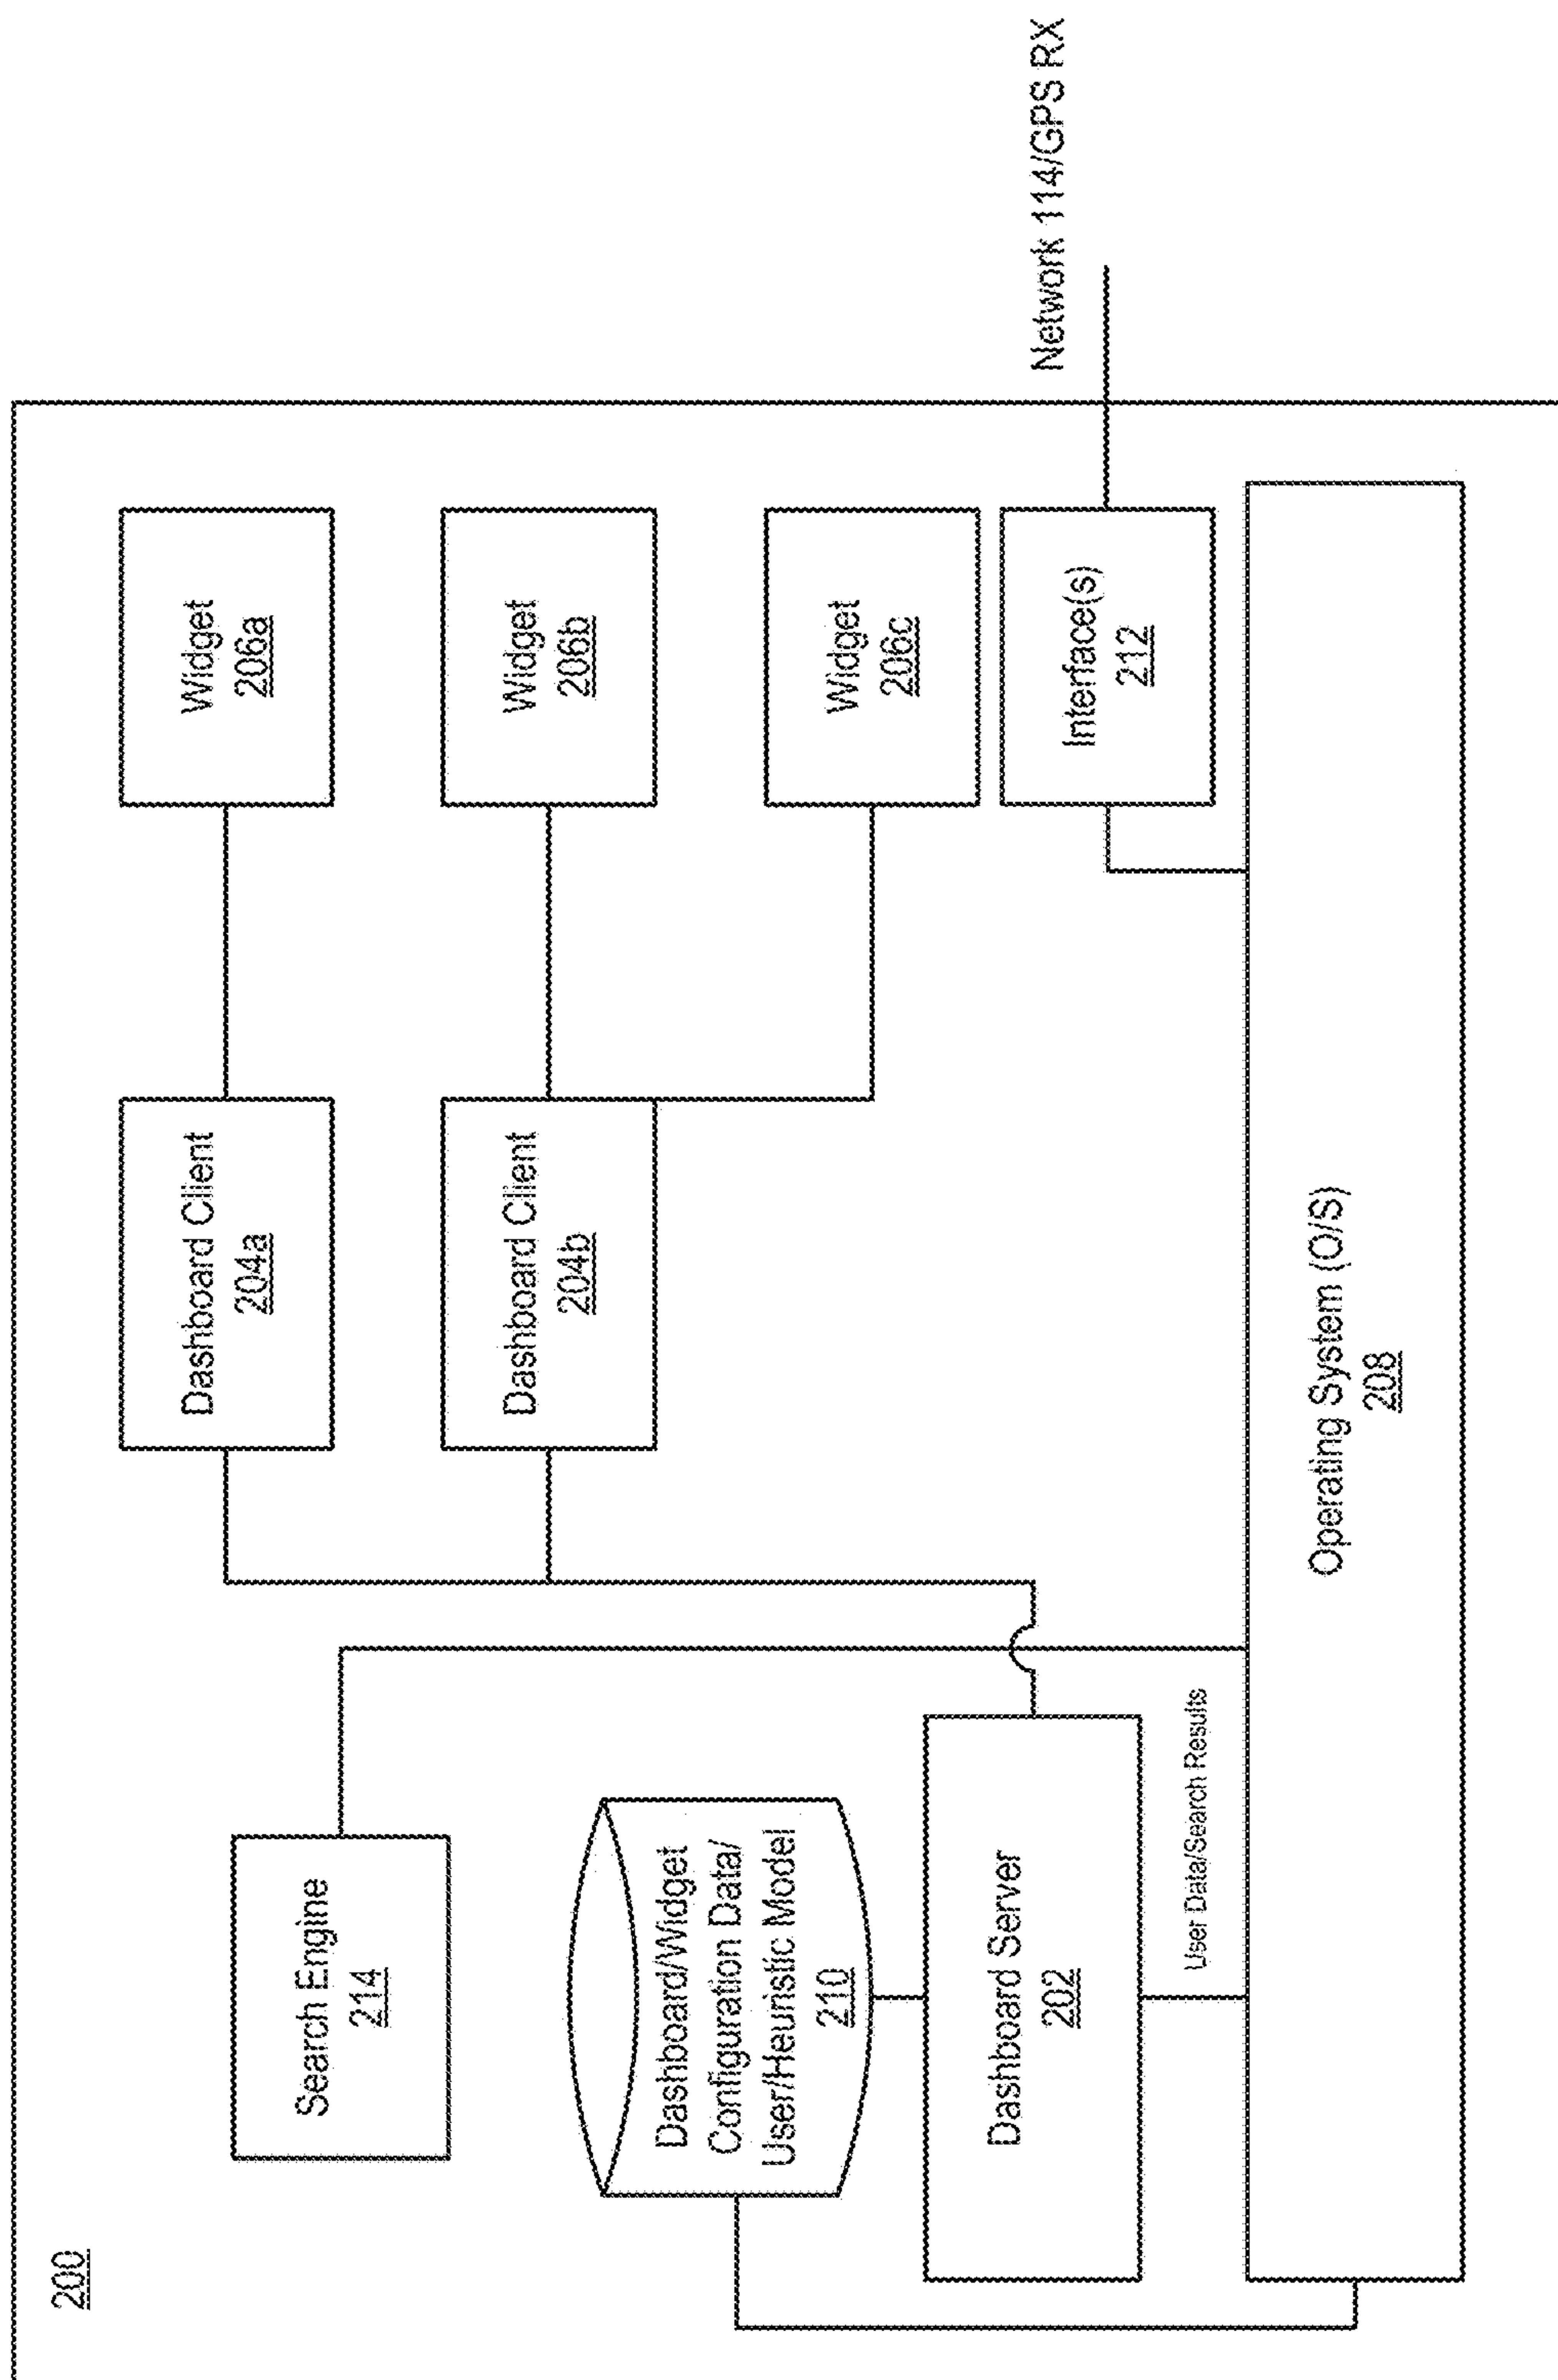 200
Search Engine
214
Dashboard Client
204a
Widget
206a
Dashboard Client
204b
Widget
206b
Dashboard/Widget
Configuration Data/
User/Heuristic Model
210
Widget
206c
Dashboard Server
202
Interface(s)
212
Network 114/GPS RX
User Data/Search Results
Operating System (O/S)
208